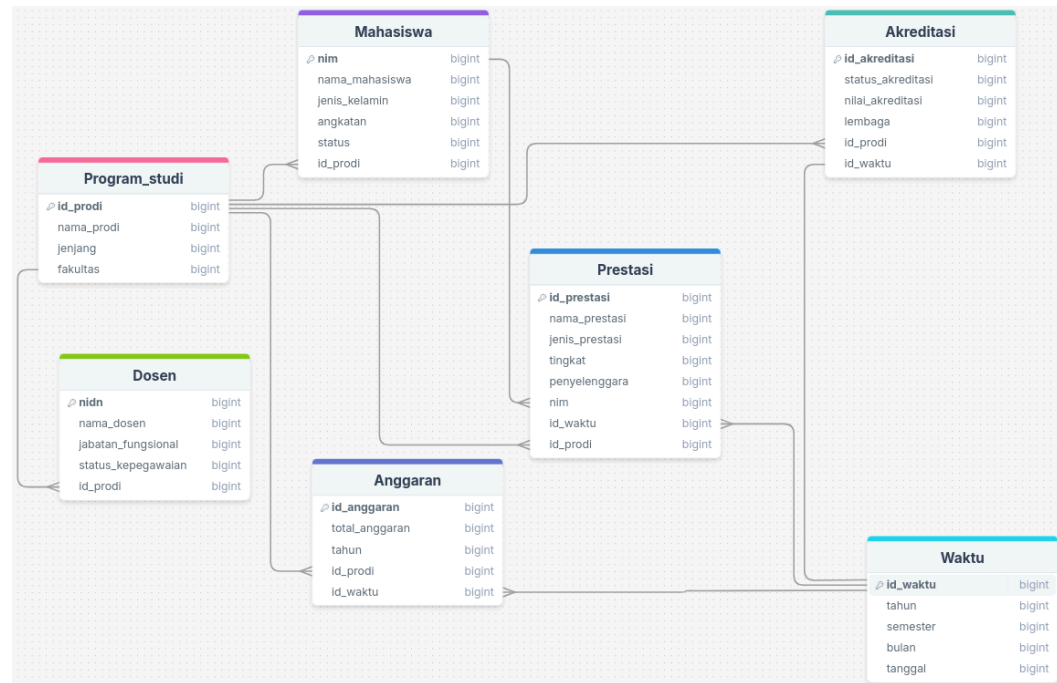 Mahasiswa
nim bigint
nama_mahasiswa bigint
jenis_kelamin bigint
angkatan bigint
status bigint
id_prodi bigint
Akreditasi
id_akreditasi bigint
status_akreditasi bigint
nilai_akreditasi bigint
lembaga bigint
id_prodi bigint
id_waktu bigint
Program_studi
id_prodi bigint
nama_prodi bigint
jenjang bigint
fakultas bigint
Prestasi
id_prestasi bigint
nama_prestasi bigint
jenis_prestasi bigint
tingkat bigint
penyelenggara bigint
nim bigint
id_waktu bigint
id_prodi bigint
Dosen
nidn bigint
nama_dosen bigint
jabatan_fungsional bigint
status_kepegawaian bigint
id_prodi bigint
Anggaran
id_anggaran bigint
total_anggaran bigint
tahun bigint
id_prodi bigint
id_waktu bigint
Waktu
id_waktu bigint
tahun bigint
semester bigint
bulan bigint
tanggal bigint